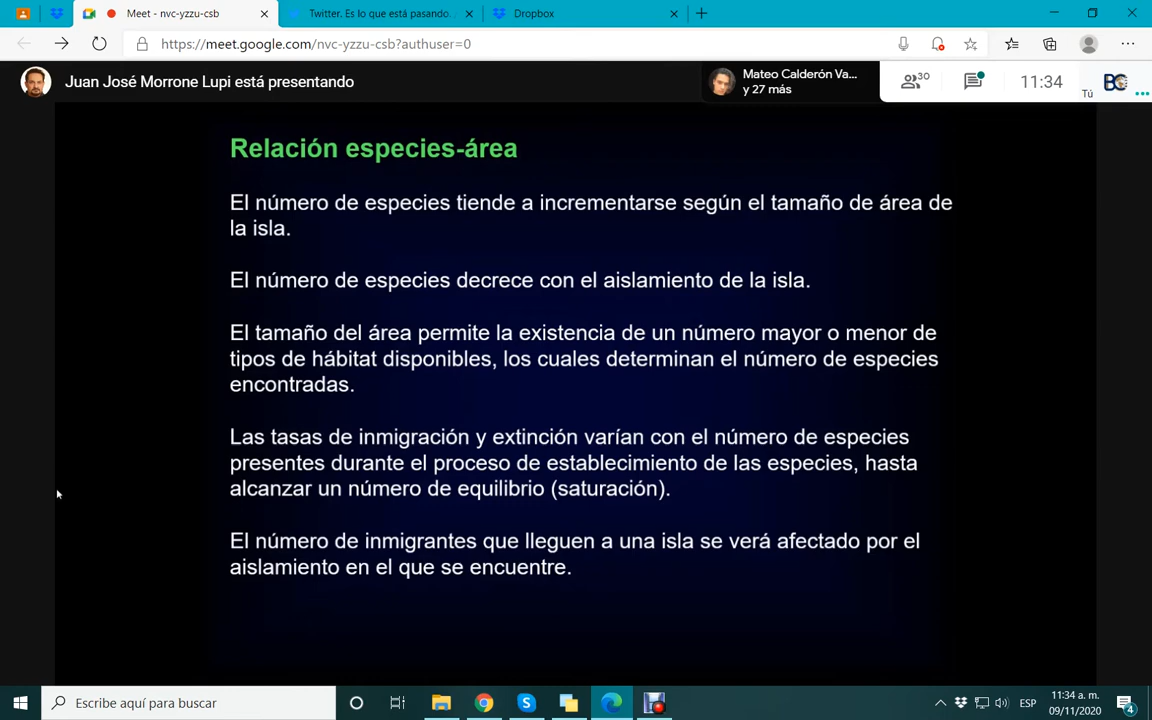 Meet - nvc-yzzu-csb
Twitter. Es lo que está pasando.
Dropbox
https://meet.google.com/nvc-yzzu-csb?authuser=0
Juan José Morrone Lupi está presentando
Mateo Calderón Va...
y 27 más
30
11:34
Tú
BC
Relación especies-área
El número de especies tiende a incrementarse según el tamaño de área de
la isla.
El número de especies decrece con el aislamiento de la isla.
El tamaño del área permite la existencia de un número mayor o menor de
tipos de hábitat disponibles, los cuales determinan el número de especies
encontradas.
Las tasas de inmigración y extinción varían con el número de especies
presentes durante el proceso de establecimiento de las especies, hasta
alcanzar un número de equilibrio (saturación).
El número de inmigrantes que lleguen a una isla se verá afectado por el
aislamiento en el que se encuentre.
Escribe aquí para buscar
ESP
11:34 a. m.
09/11/2020
4